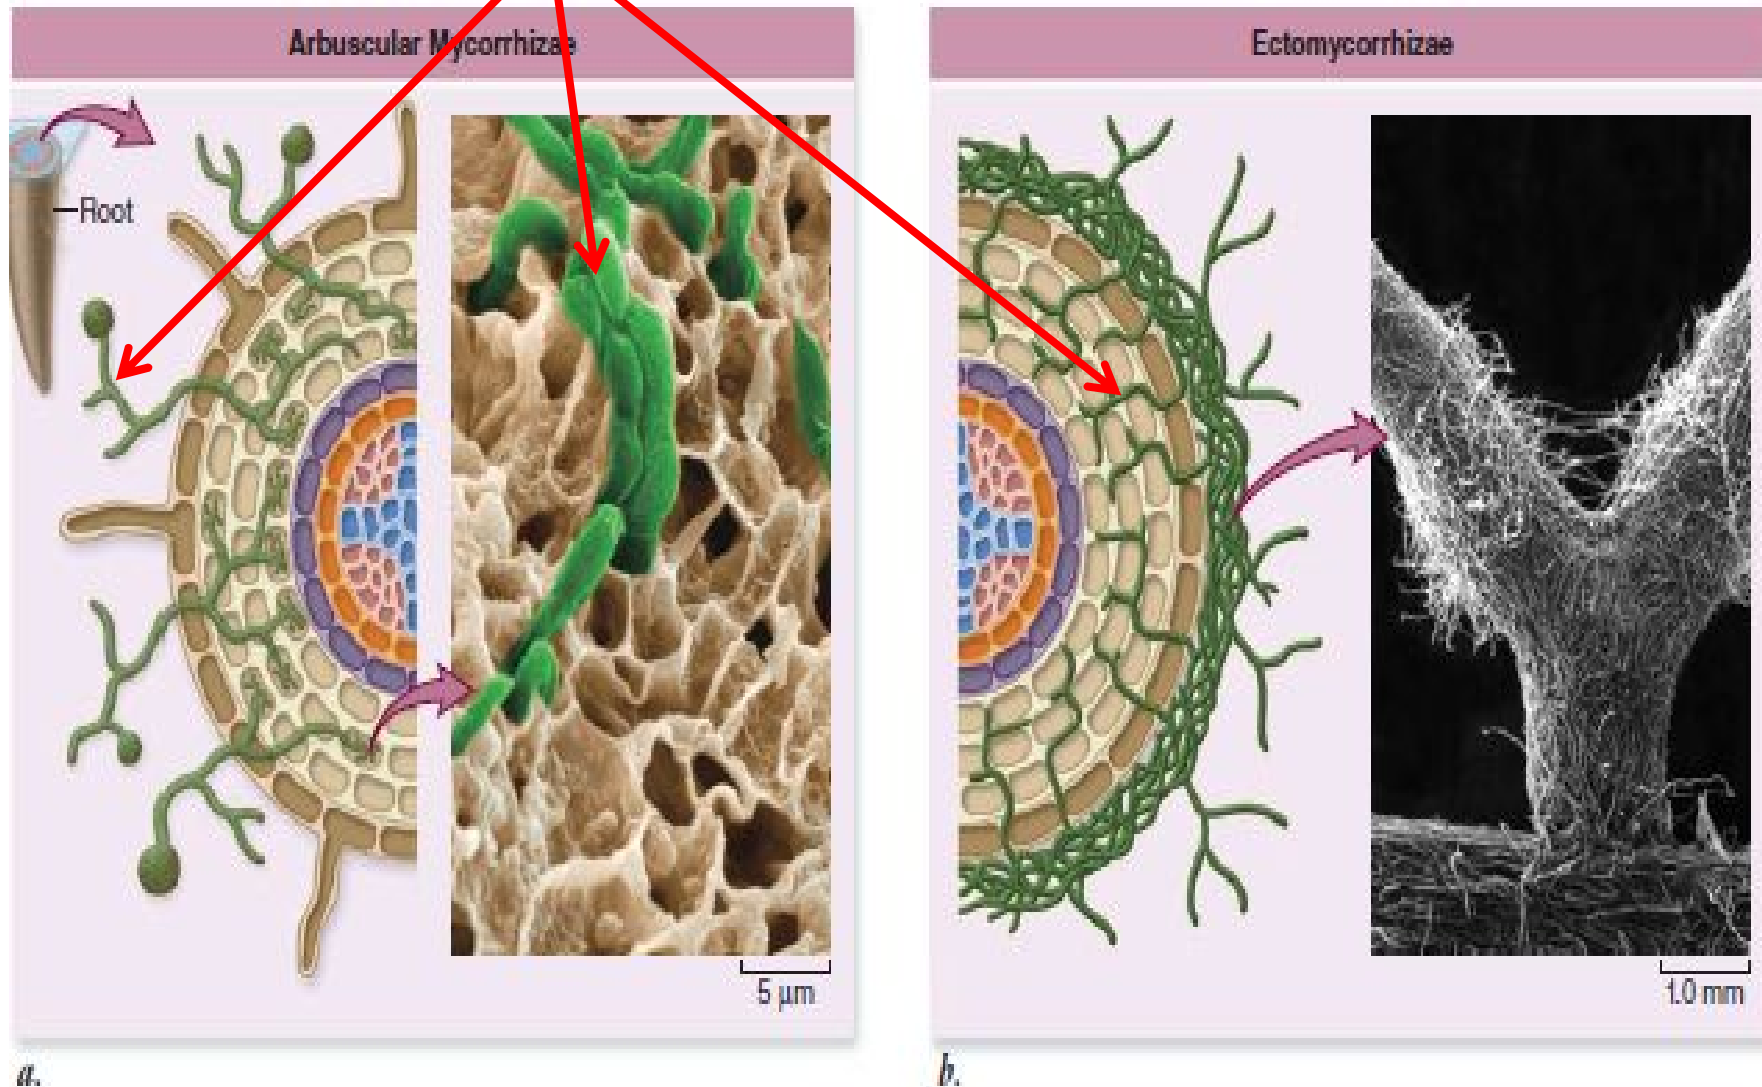 Arbuscular Mycorrhizae
Root
5 µm
a.
Ectomycorrhizae
1.0 mm
b.